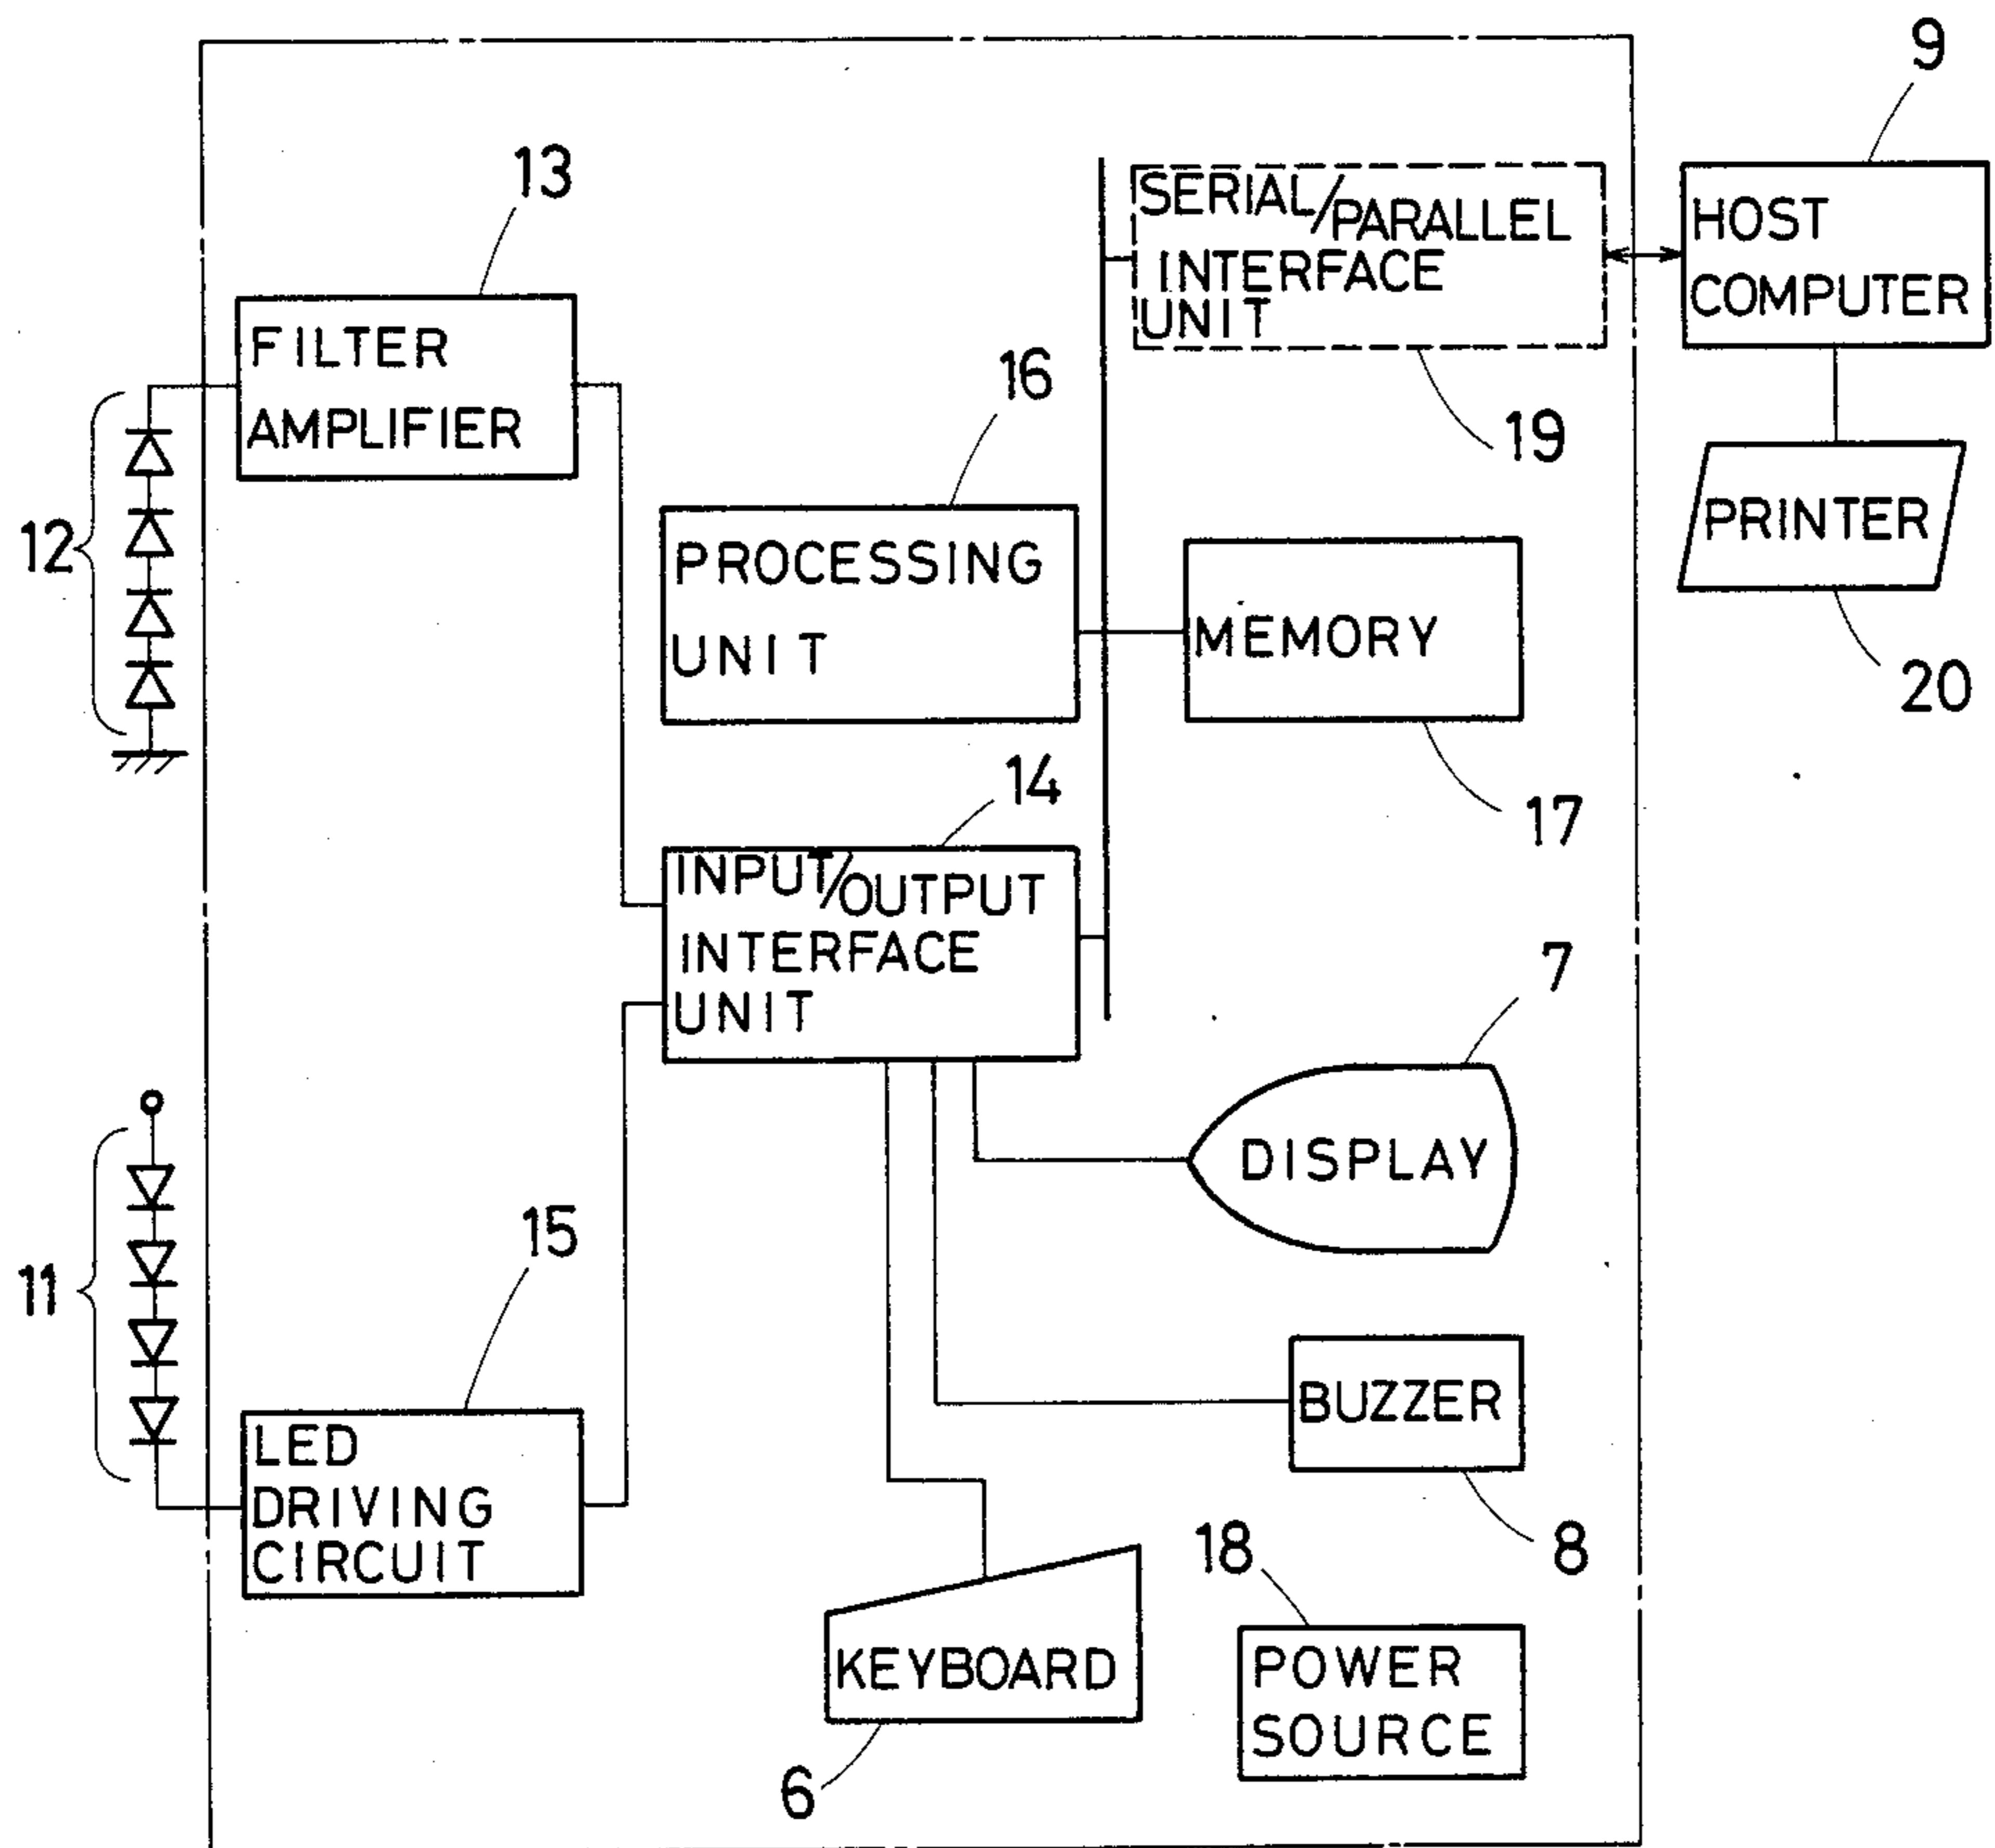 9
13
SERIAL/PARALLEL
INTERFACE
UNIT
HOST
COMPUTER
FILTER
AMPLIFIER
16
19
12
PROCESSING
UNIT
MEMORY
PRINTER
20
14
17
INPUT/OUTPUT
INTERFACE
UNIT
7
DISPLAY
11
15
BUZZER
LED
DRIVING
CIRCUIT
8
18
KEYBOARD
POWER
SOURCE
6